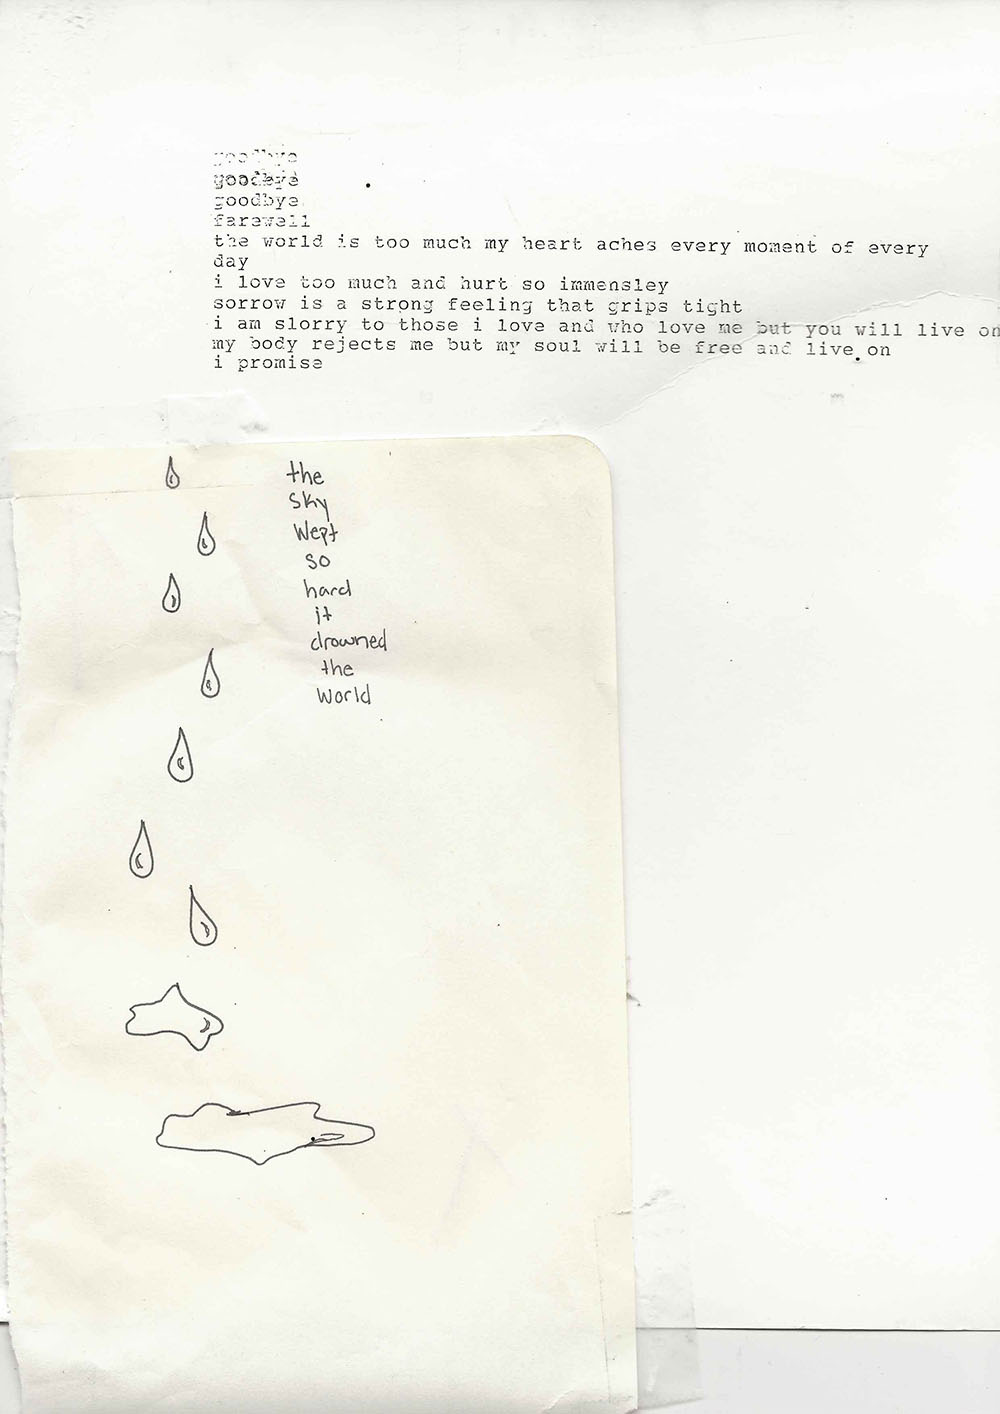 goodbye
goodbye
goodbye
farewell
the world is too much my heart aches every moment of every
day
i love too much and hurt so immensley
sorrow is a strong feeling that grips tight
i am slorry to those i love and who love me but you will live on
my body rejects me but my soul will be free and live on
i promise
m
the
sky
wept
so
hard
it
drowned
the
world